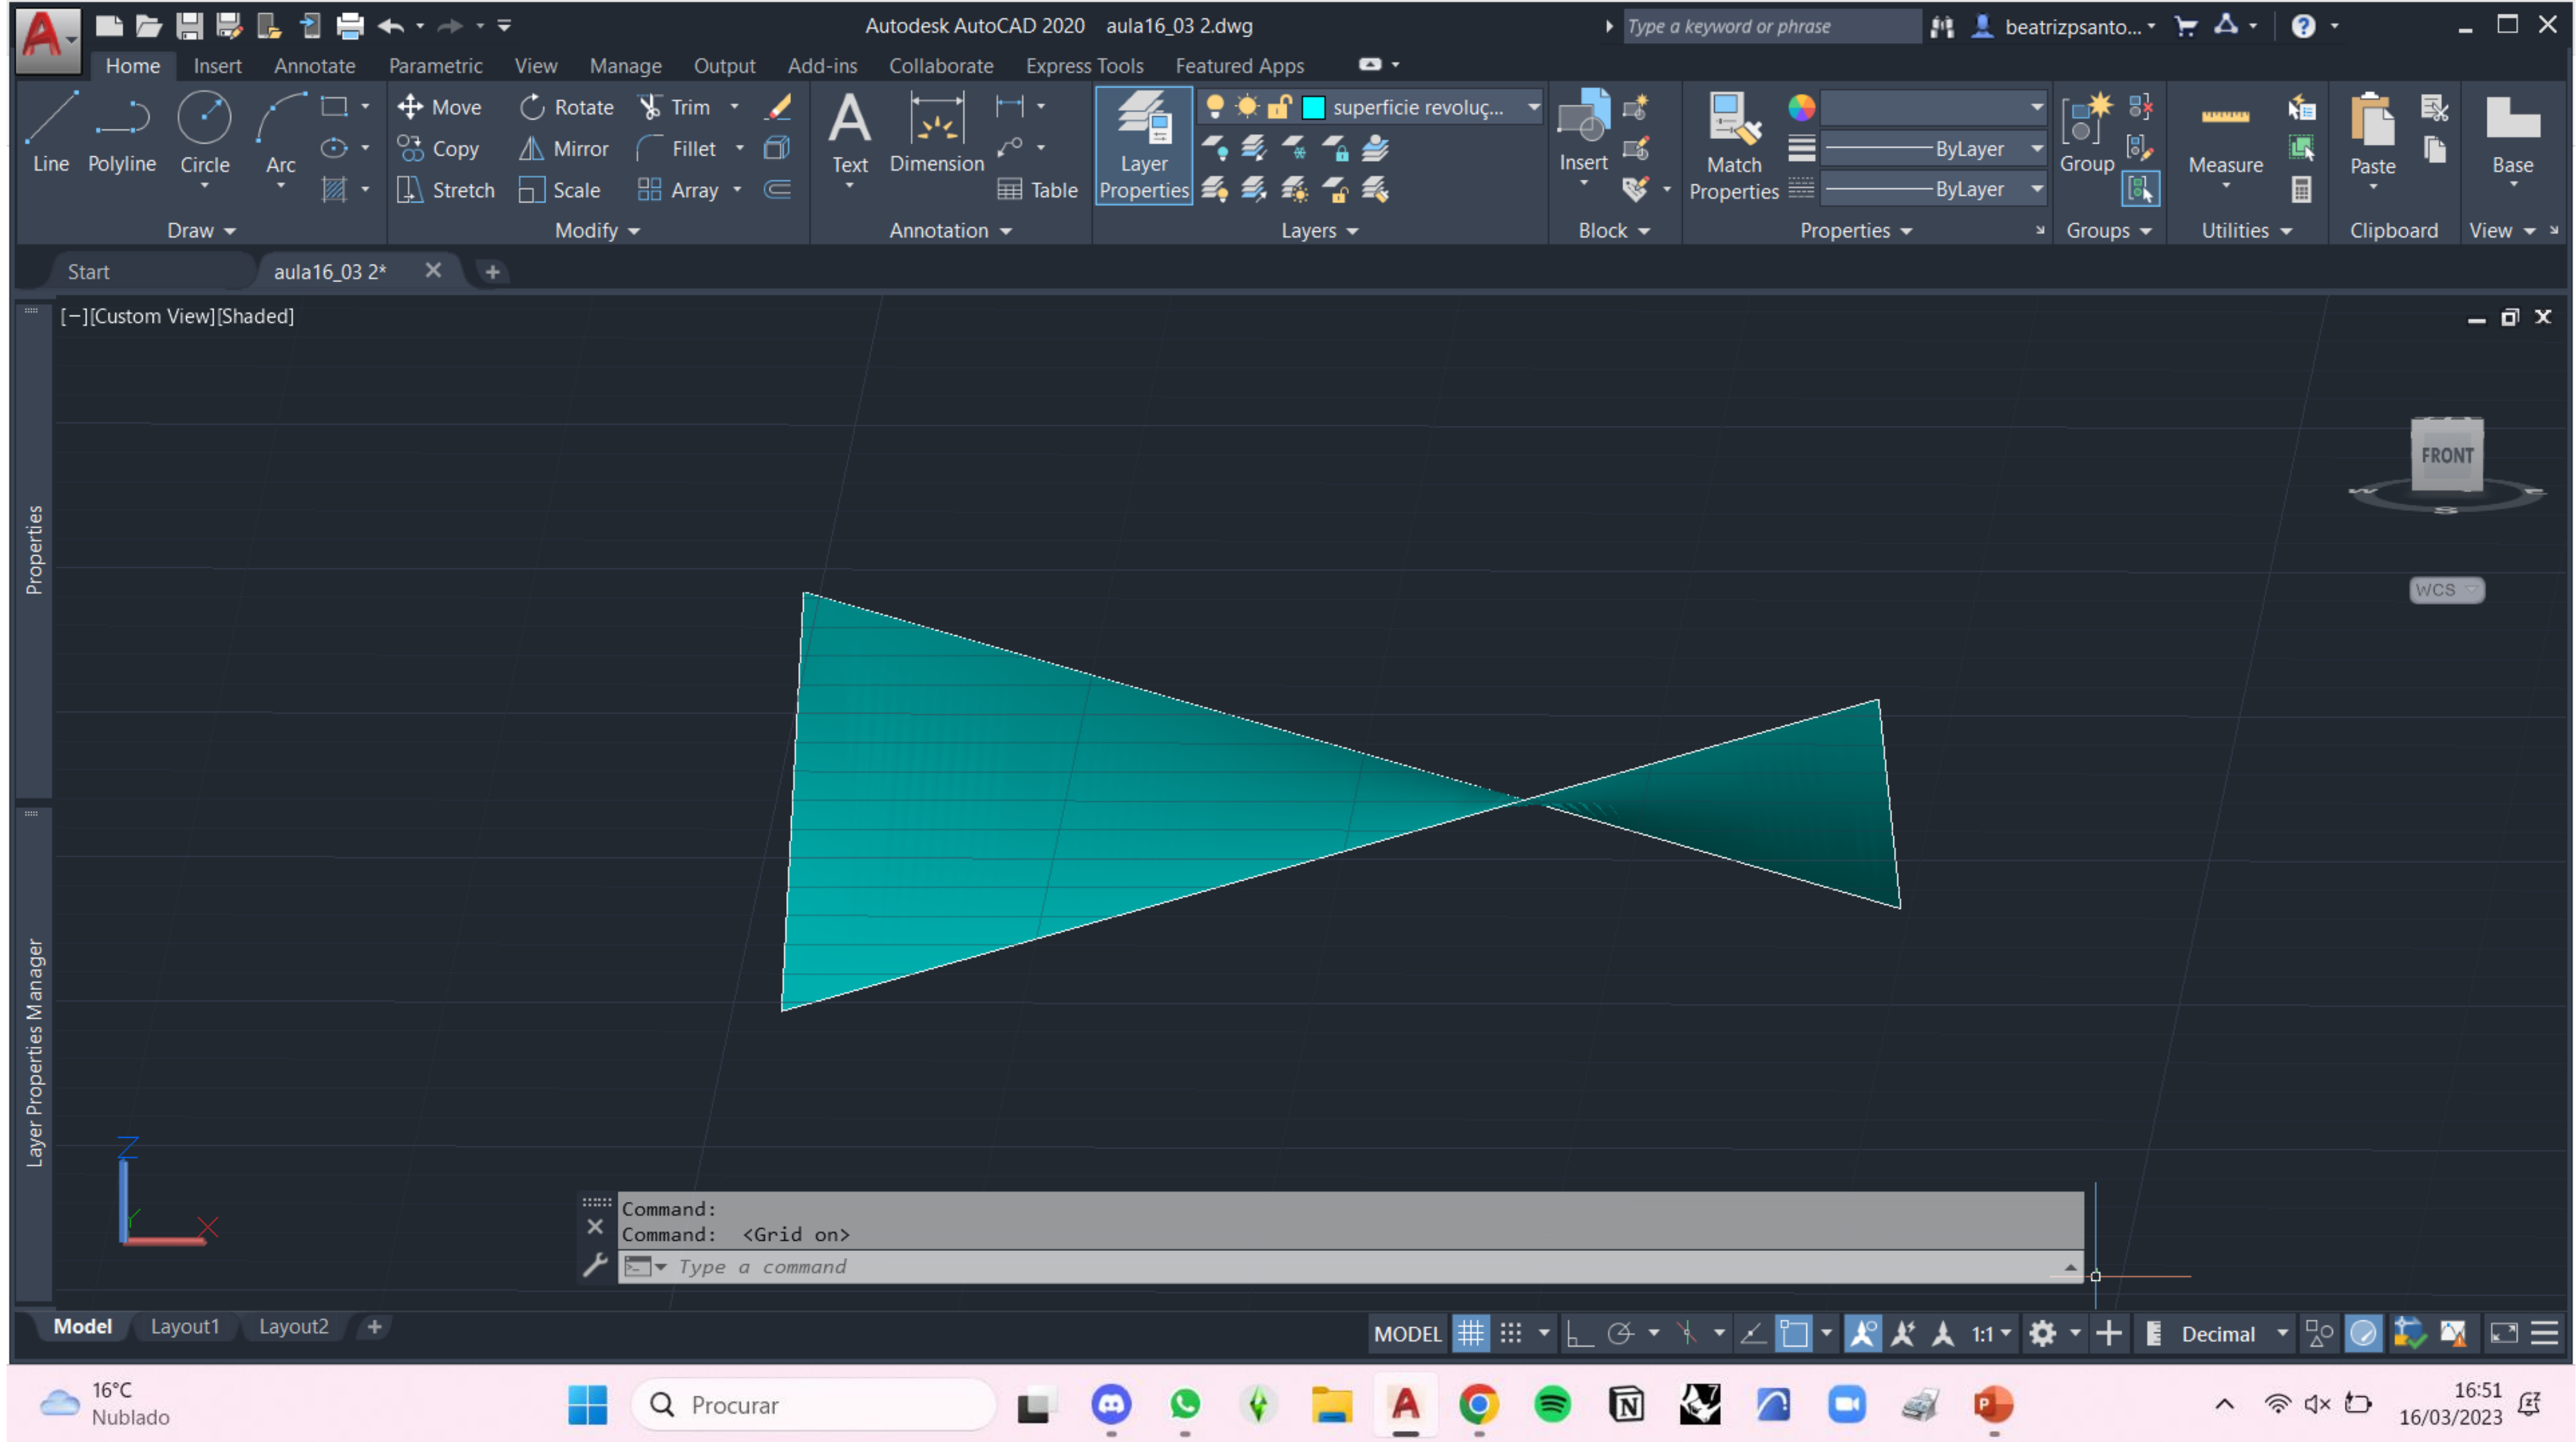 Autodesk AutoCAD 2020 aula16_03 2.dwg
Type a keyword or phrase
beatrizpsanto...
Home Insert Annotate Parametric View Manage Output Add-ins Collaborate Express Tools Featured Apps
Line Polyline Circle Arc
Move Rotate Trim
Copy Mirror Fillet
Stretch Scale Array
Text Dimension
Table
Layer
Properties
superficie revoluç...
Insert
Match
Properties
ByLayer
ByLayer
Group
Measure
Paste
Base
Draw Modify Annotation Layers Block Properties Groups Utilities Clipboard View
Start aula16_03 2*
[−][Custom View][Shaded]
FRONT
W
S
E
WCS
Properties
Layer Properties Manager
Z
Y
X
Command:
Command: <Grid on>
Type a command
Model Layout1 Layout2
MODEL 1:1 Decimal
16°C
Nublado
Procurar
16:51
16/03/2023